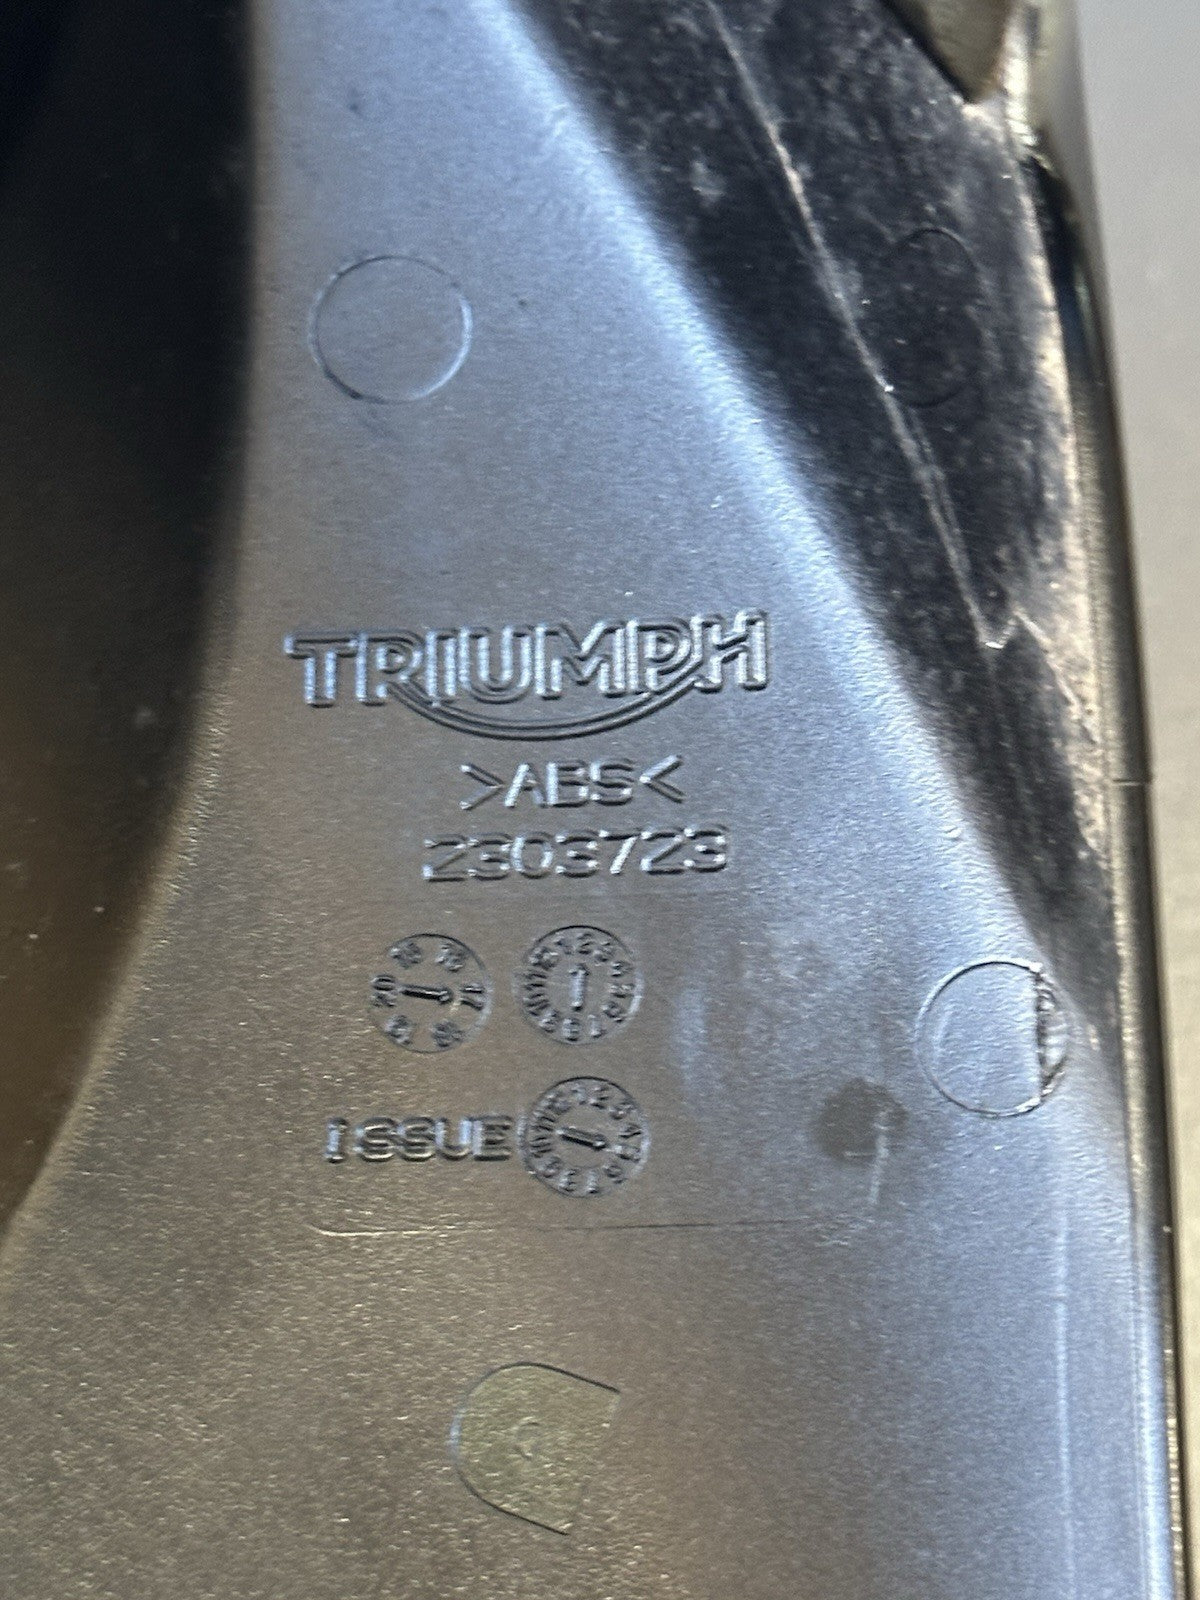 TRIUMPH
>ABS<
2303723
ISSUE